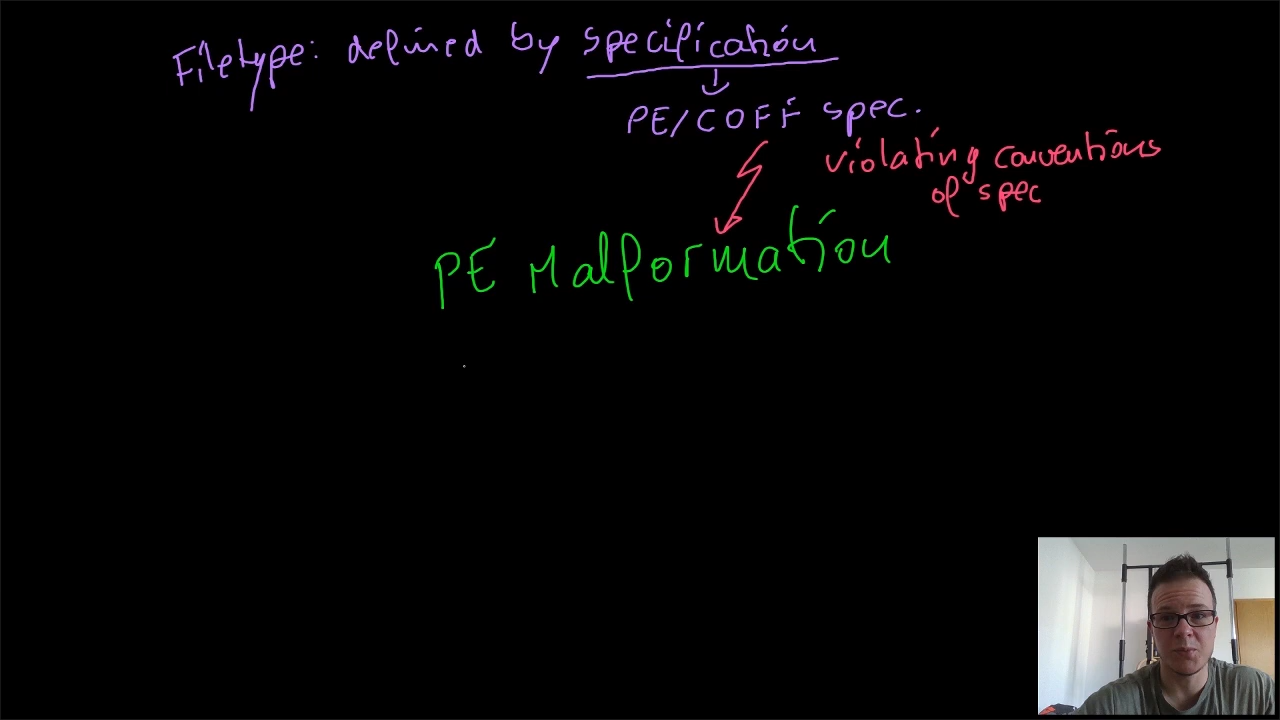 Filetype: defined by specification
PE/COFF spec.
violating conventions
of spec
PE Malformation